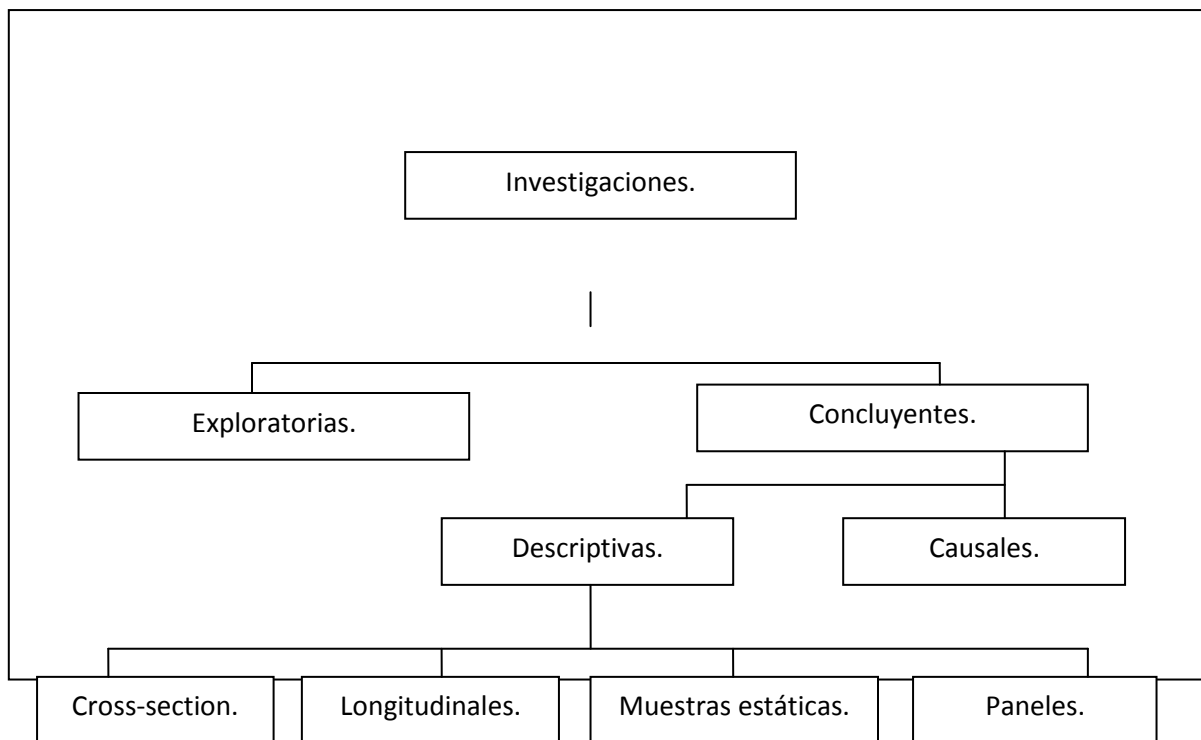 Investigaciones.
Exploratorias.
Concluyentes.
Descriptivas.
Causales.
Cross-section.
Longitudinales.
Muestras estáticas.
Paneles.